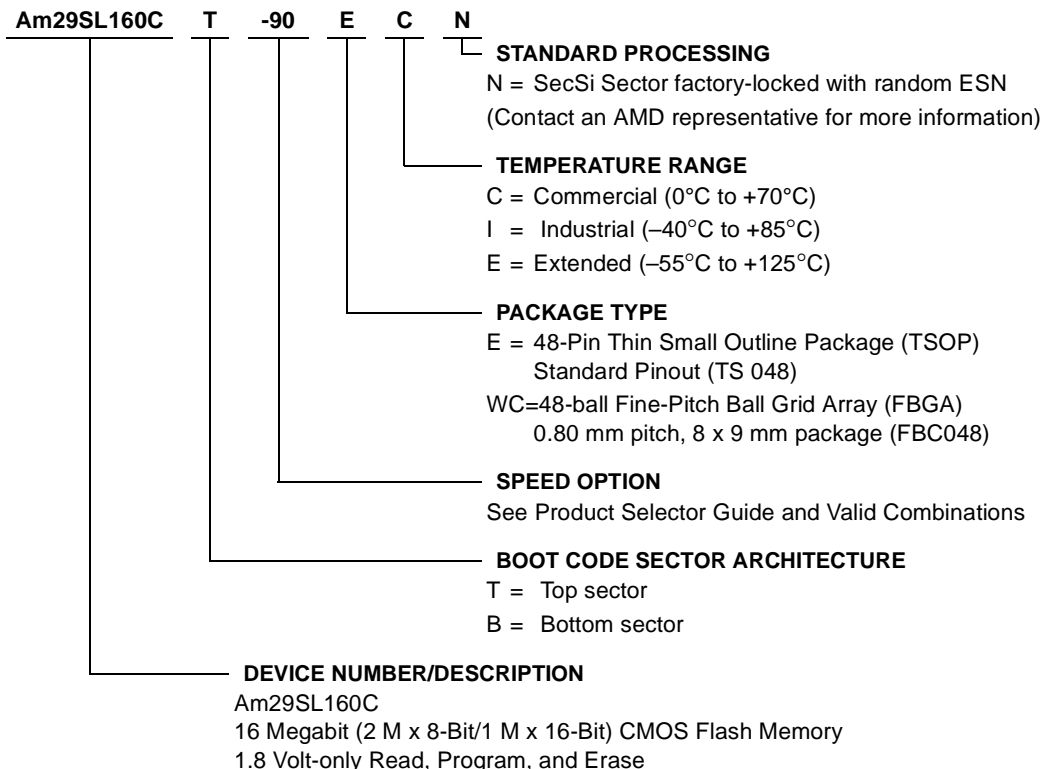 Am29SL160C T -90 E C N
STANDARD PROCESSING
N = SecSi Sector factory-locked with random ESN
(Contact an AMD representative for more information)
TEMPERATURE RANGE
C = Commercial (0°C to +70°C)
I = Industrial (–40°C to +85°C)
E = Extended (–55°C to +125°C)
PACKAGE TYPE
E = 48-Pin Thin Small Outline Package (TSOP)
Standard Pinout (TS 048)
WC=48-ball Fine-Pitch Ball Grid Array (FBGA)
0.80 mm pitch, 8 x 9 mm package (FBC048)
SPEED OPTION
See Product Selector Guide and Valid Combinations
BOOT CODE SECTOR ARCHITECTURE
T = Top sector
B = Bottom sector
DEVICE NUMBER/DESCRIPTION
Am29SL160C
16 Megabit (2 M x 8-Bit/1 M x 16-Bit) CMOS Flash Memory
1.8 Volt-only Read, Program, and Erase